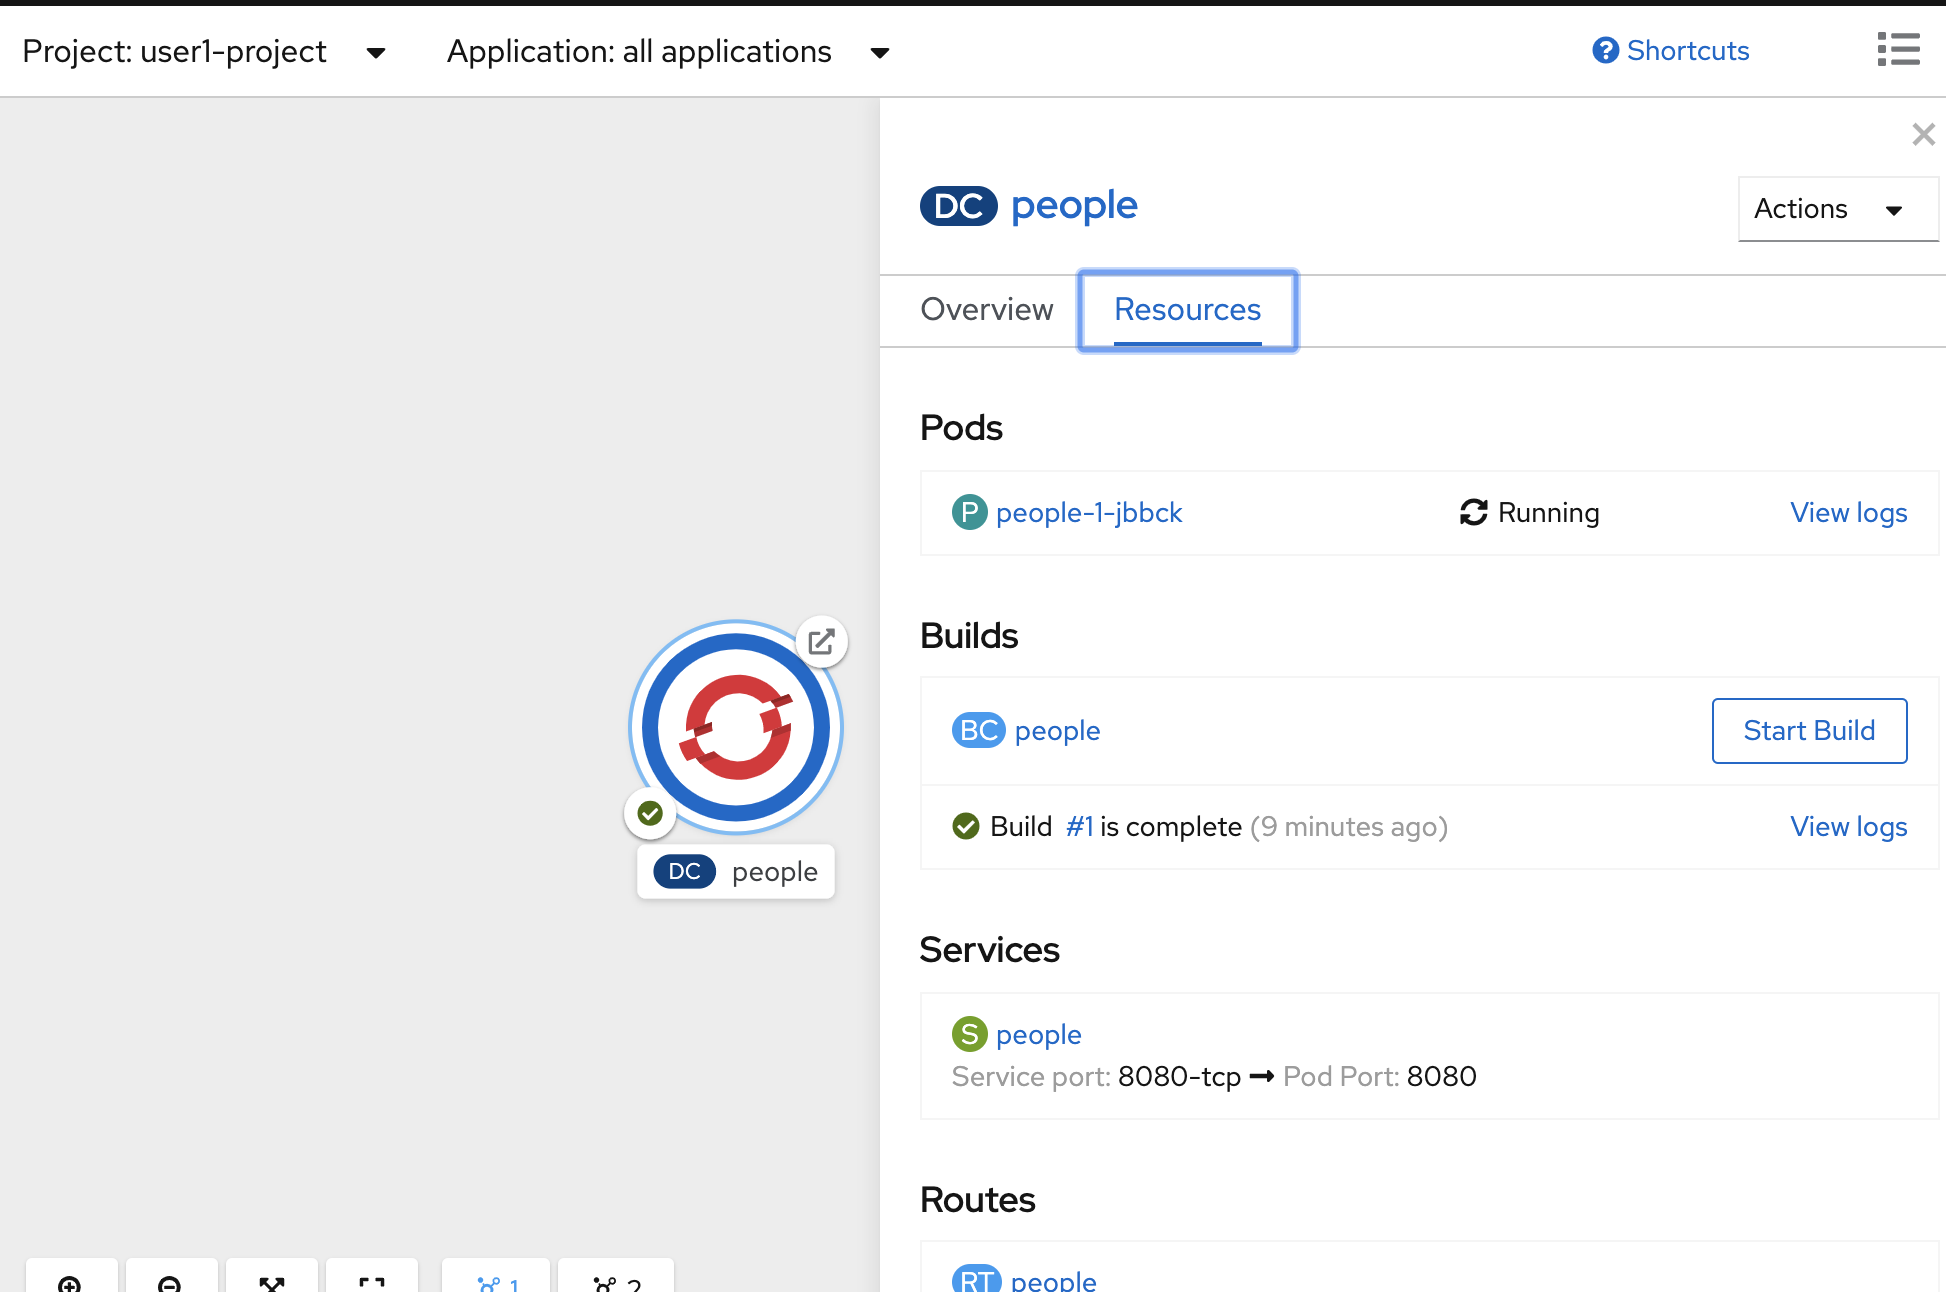 Project: user1-project
Application: all applications
Shortcuts
DC people
Actions
Overview
Resources
Pods
P people-1-jbbck
Running
View logs
Builds
BC people
Start Build
Build #1 is complete (9 minutes ago)
View logs
DC people
Services
S people
Service port: 8080-tcp → Pod Port: 8080
Routes
RT people
1
2